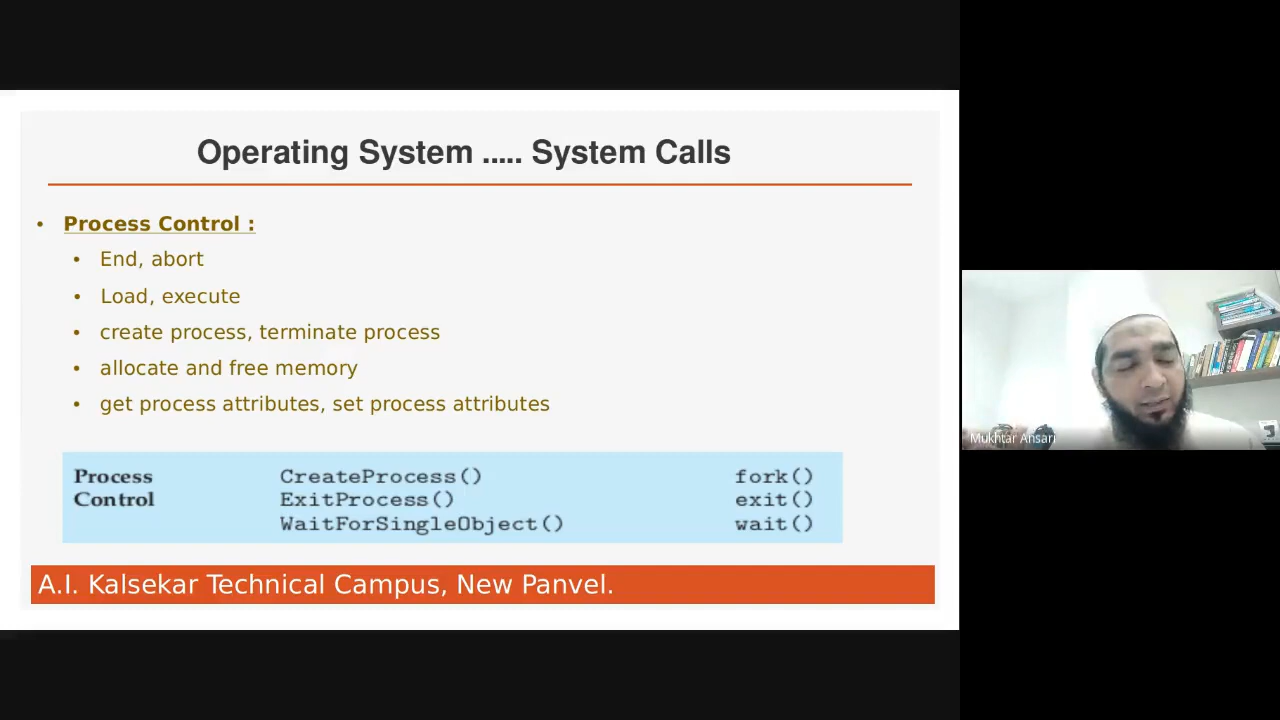 Operating System ..... System Calls
• Process Control :
• End, abort
• Load, execute
• create process, terminate process
• allocate and free memory
• get process attributes, set process attributes
Process CreateProcess() fork()
Control ExitProcess() exit()
WaitForSingleObject() wait()
A.I. Kalsekar Technical Campus, New Panvel.
Mukhtar Ansari